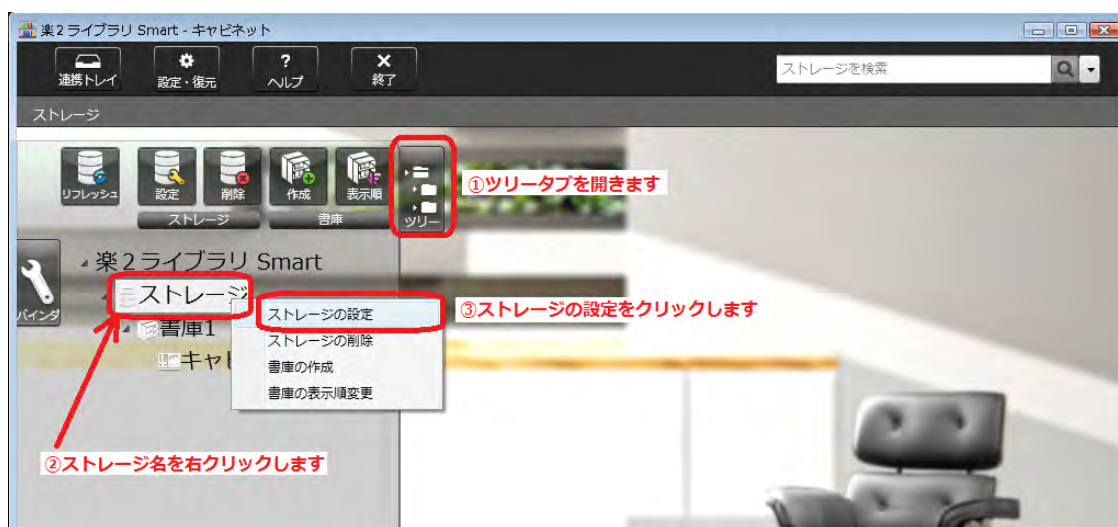 楽2ライブラリ Smart - キャビネット
連携トレイ 設定・復元 ? ヘルプ 終了 ストレージを検索
ストレージ
リフレッシュ 設定 削除 作成 表示順 ツリー
ストレージ 書庫
①ツリータブを開きます
バインダ
楽2ライブラリ Smart
ストレージ
書庫1
キャビ
ストレージの設定
ストレージの削除
書庫の作成
書庫の表示順変更
③ストレージの設定をクリックします
②ストレージ名を右クリックします